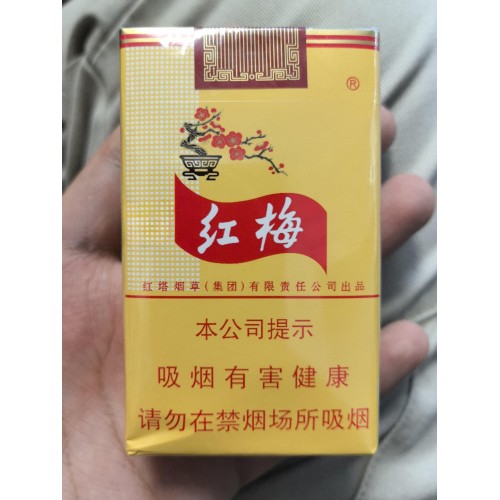 ®
红梅
红塔烟草(集团)有限责任公司出品
本公司提示
吸烟有害健康
请勿在禁烟场所吸烟